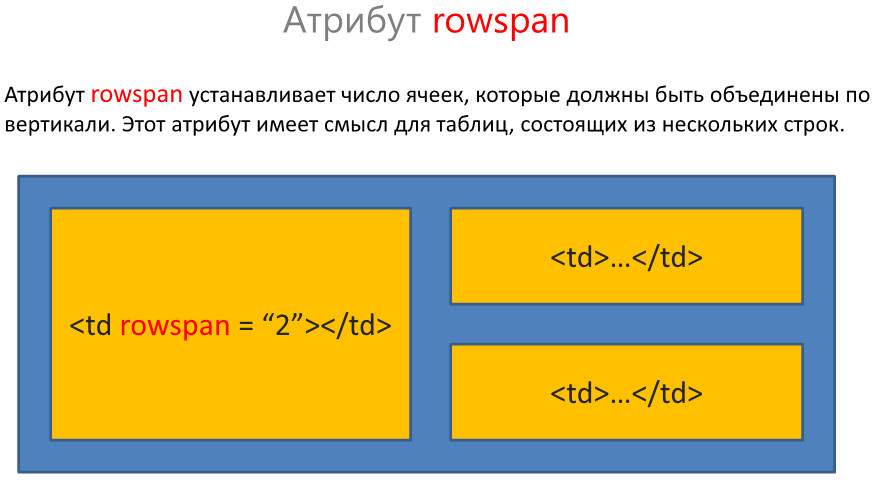 Атрибут rowspan
Атрибут rowspan устанавливает число ячеек, которые должны быть объединены по
вертикали. Этот атрибут имеет смысл для таблиц, состоящих из нескольких строк.
<td rowspan = “2”></td>
<td>…</td>
<td>…</td>